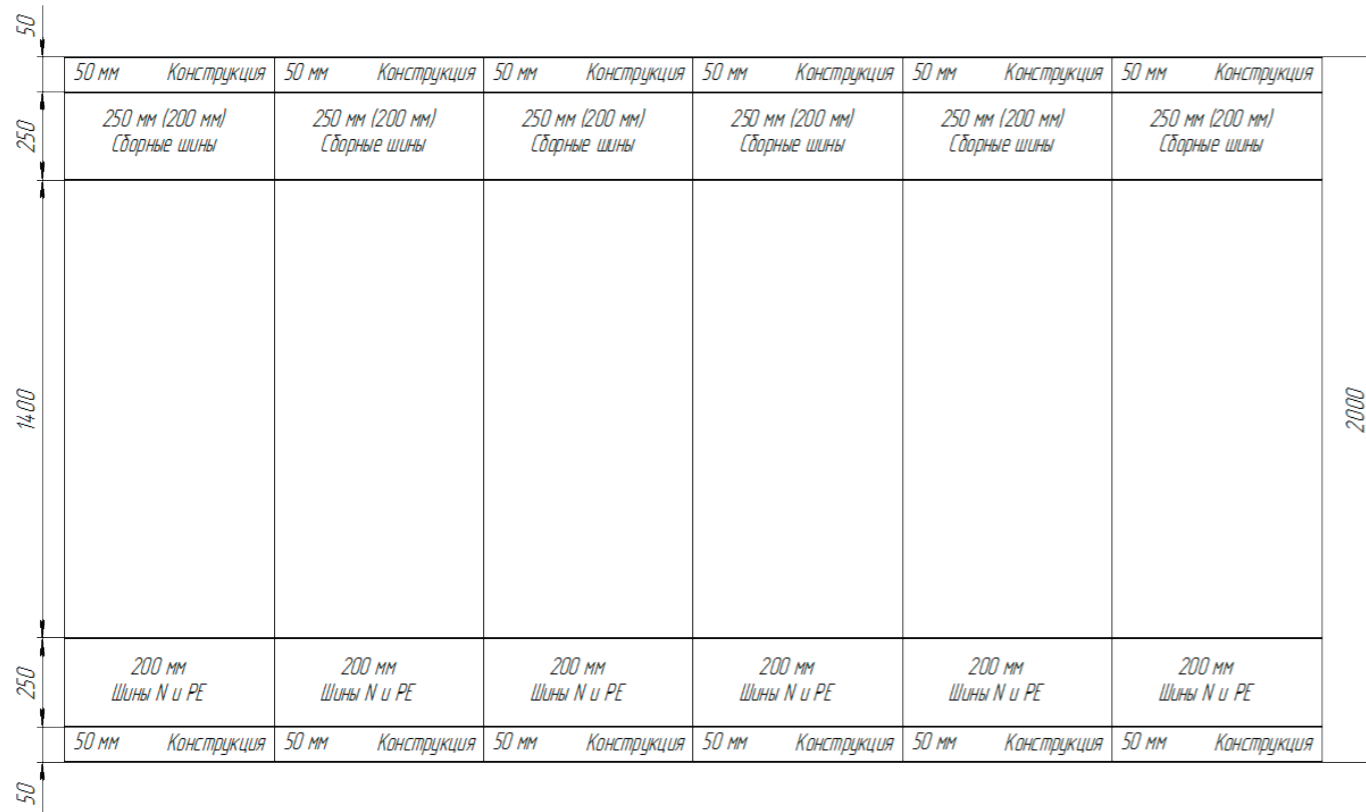 50
50 мм Конструкция 50 мм Конструкция 50 мм Конструкция 50 мм Конструкция 50 мм Конструкция 50 мм Конструкция
250
250 мм (200 мм) 250 мм (200 мм) 250 мм (200 мм) 250 мм (200 мм) 250 мм (200 мм) 250 мм (200 мм)
Сборные шины Сборные шины Сборные шины Сборные шины Сборные шины Сборные шины
1400
2000
250
200 мм 200 мм 200 мм 200 мм 200 мм 200 мм
Шины N и PE Шины N и PE Шины N и PE Шины N и PE Шины N и PE Шины N и PE
50 мм Конструкция 50 мм Конструкция 50 мм Конструкция 50 мм Конструкция 50 мм Конструкция 50 мм Конструкция
50